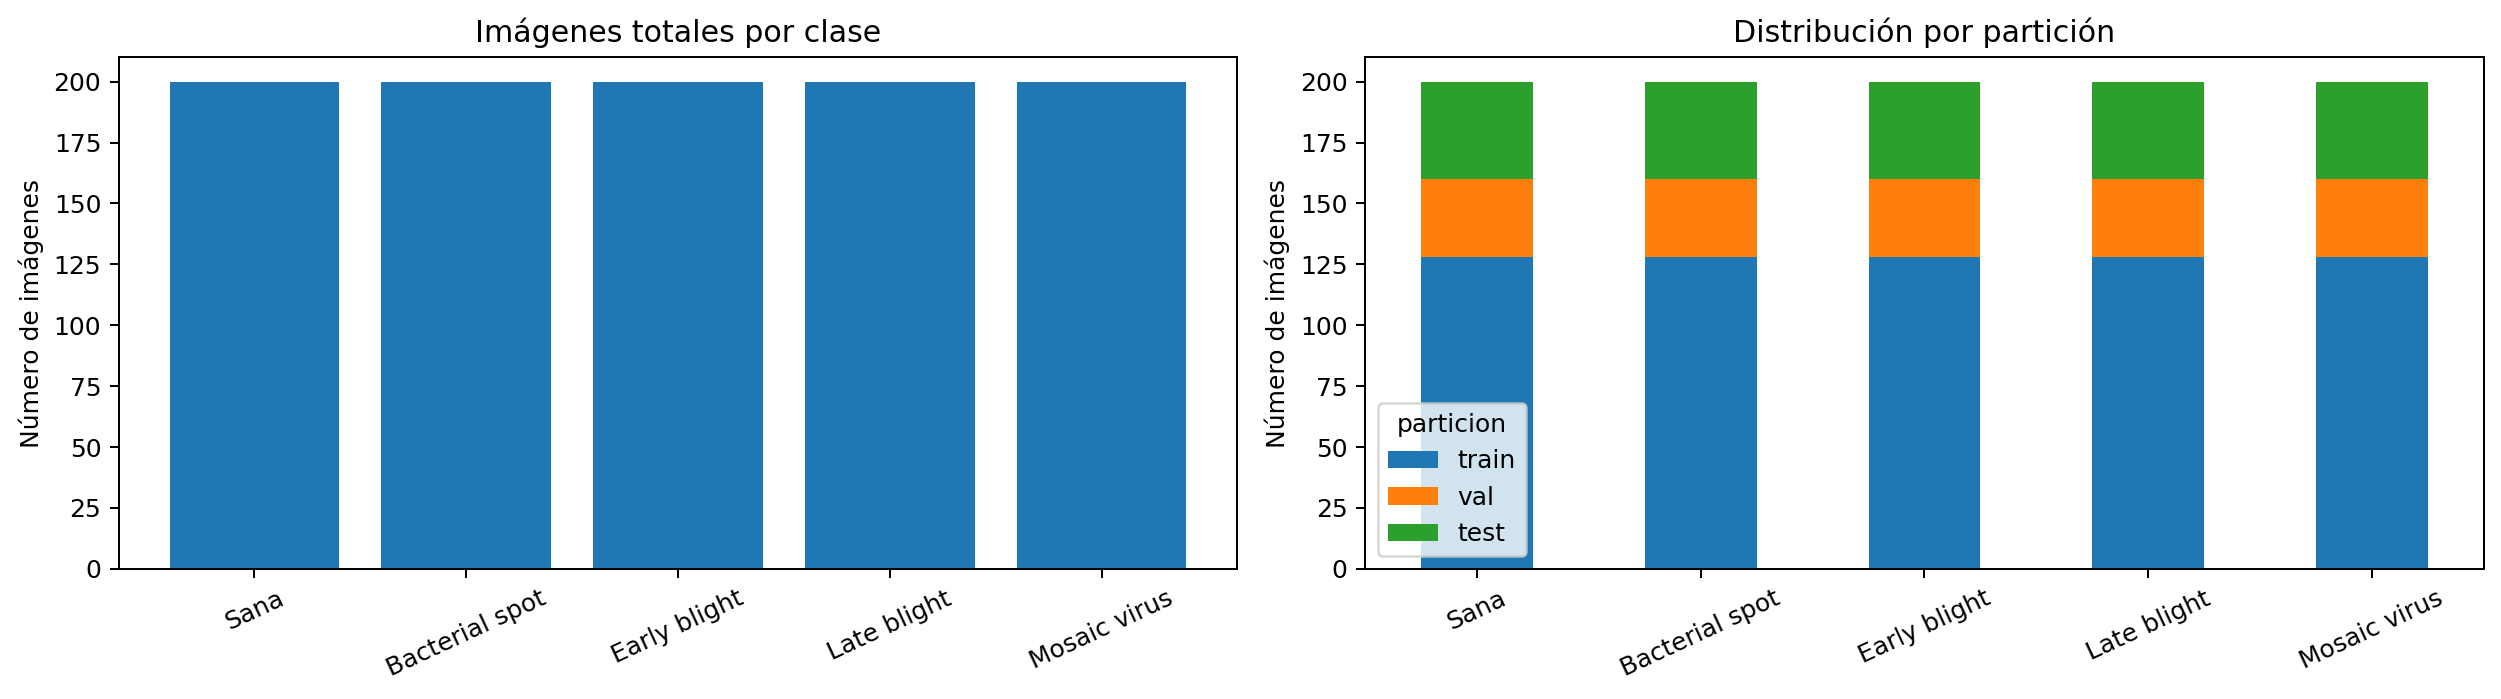 Imágenes totales por clase
Número de imágenes
200
175
150
125
100
75
50
25
0
Sana
Bacterial spot
Early blight
Late blight
Mosaic virus
Distribución por partición
Número de imágenes
200
175
150
125
100
75
50
25
0
particion
train
val
test
Sana
Bacterial spot
Early blight
Late blight
Mosaic virus